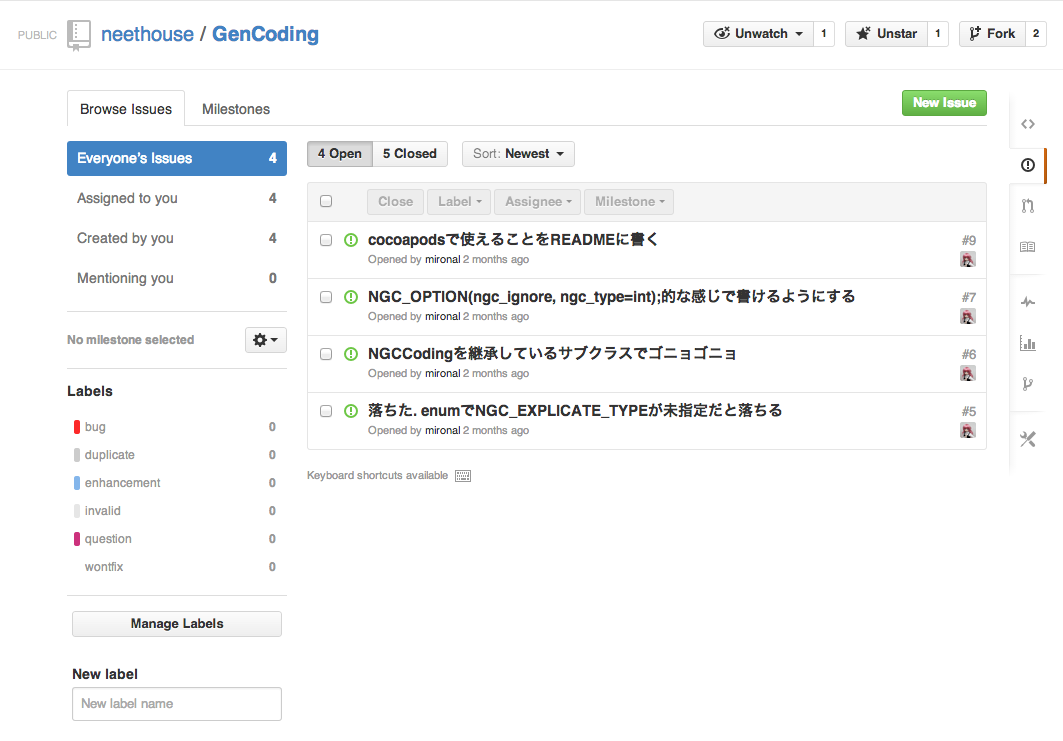 PUBLIC neethouse / GenCoding Unwatch 1 Unstar 1 Fork 2
Browse Issues Milestones New Issue
Everyone's Issues 4
Assigned to you 4
Created by you 4
Mentioning you 0
No milestone selected
Labels
bug 0
duplicate 0
enhancement 0
invalid 0
question 0
wontfix 0
Manage Labels
New label
New label name
4 Open 5 Closed Sort: Newest
Close Label Assignee Milestone
cocoapodsで使えることをREADMEに書く #9
Opened by mironal 2 months ago
NGC_OPTION(ngc_ignore, ngc_type=int);的な感じで書けるようにする #7
Opened by mironal 2 months ago
NGCCodingを継承しているサブクラスでゴニョゴニョ #6
Opened by mironal 2 months ago
落ちた. enumでNGC_EXPLICATE_TYPEが未指定だと落ちる #5
Opened by mironal 2 months ago
Keyboard shortcuts available